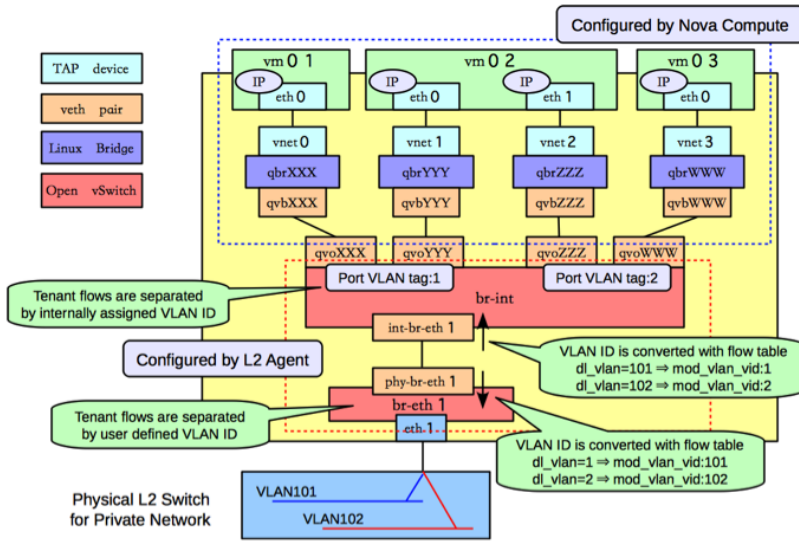 Configured by Nova Compute
vm01
vm02
vm03
IP
IP
IP
IP
eth0
eth0
eth1
eth0
TAP device
veth pair
Linux Bridge
Open vSwitch
vnet0
vnet1
vnet2
vnet3
qbrXXX
qbrYYY
qbrZZZ
qbrWWW
qvbXXX
qvbYYY
qvbZZZ
qvbWWW
qvoXXX
qvoYYY
qvoZZZ
qvoWWW
Port VLAN tag:1
Port VLAN tag:2
br-int
Tenant flows are separated
by internally assigned VLAN ID
int-br-eth1
Configured by L2 Agent
VLAN ID is converted with flow table
dl_vlan=101 ⇒ mod_vlan_vid:1
dl_vlan=102 ⇒ mod_vlan_vid:2
phy-br-eth1
br-eth1
Tenant flows are separated
by user defined VLAN ID
eth1
VLAN ID is converted with flow table
dl_vlan=1 ⇒ mod_vlan_vid:101
dl_vlan=2 ⇒ mod_vlan_vid:102
Physical L2 Switch
for Private Network
VLAN101
VLAN102